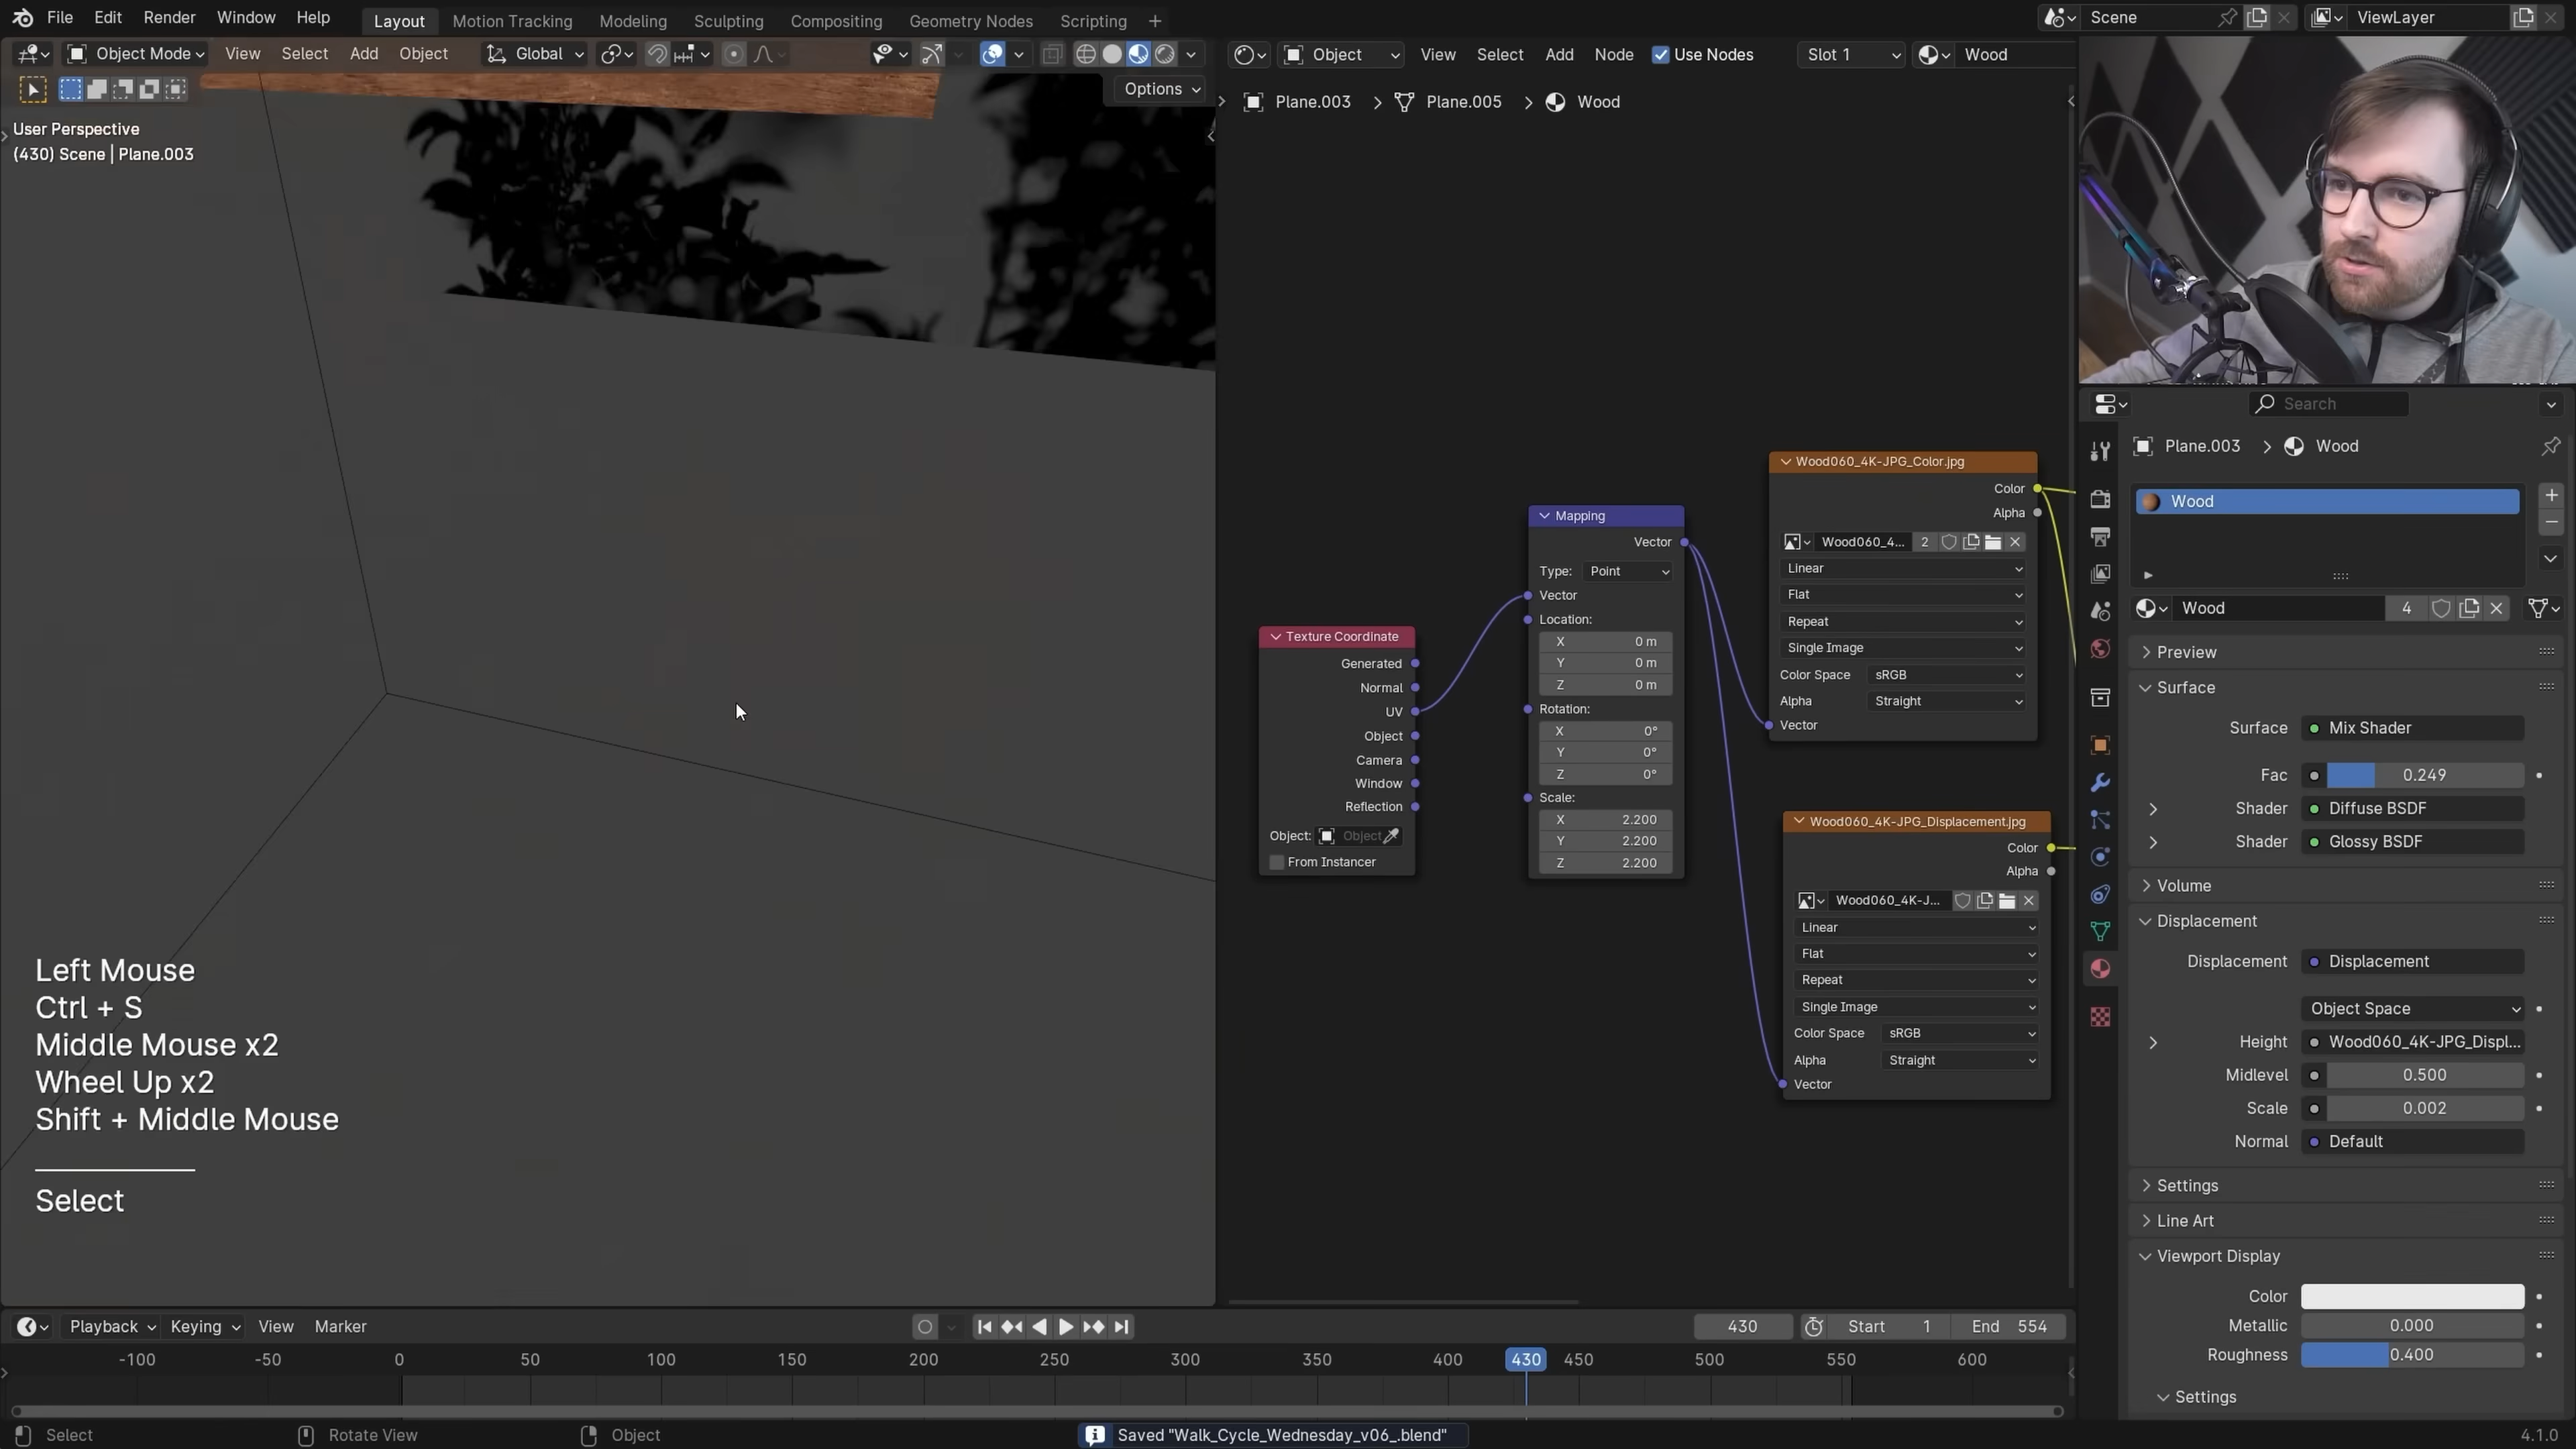 File Edit Render Window Help
Layout Motion Tracking Modeling Sculpting Compositing Geometry Nodes Scripting +
Scene
ViewLayer
Object Mode View Select Add Object Global
Options
User Perspective
(430) Scene | Plane.003
Object View Select Add Node Use Nodes Slot 1 Wood
Plane.003 > Plane.005 > Wood
Texture Coordinate
Generated
Normal
UV
Object
Camera
Window
Reflection
Object: Object
From Instancer
Mapping
Vector
Type: Point
Vector
Location:
X 0 m
Y 0 m
Z 0 m
Rotation:
X 0°
Y 0°
Z 0°
Scale:
X 2.200
Y 2.200
Z 2.200
Wood060_4K-JPG_Color.jpg
Color
Alpha
Wood060_4... 2
Linear
Flat
Repeat
Single Image
Color Space sRGB
Alpha Straight
Vector
Wood060_4K-JPG_Displacement.jpg
Color
Alpha
Wood060_4K-J...
Linear
Flat
Repeat
Single Image
Color Space sRGB
Alpha Straight
Vector
Search
Plane.003 > Wood
Wood
Wood 4
Preview
Surface
Surface Mix Shader
Fac 0.249
Shader Diffuse BSDF
Shader Glossy BSDF
Volume
Displacement
Displacement Displacement
Object Space
Height Wood060_4K-JPG_Displ...
Midlevel 0.500
Scale 0.002
Normal Default
Settings
Line Art
Viewport Display
Color
Metallic 0.000
Roughness 0.400
Settings
Left Mouse
Ctrl + S
Middle Mouse x2
Wheel Up x2
Shift + Middle Mouse
Select
Playback Keying View Marker
430 Start 1 End 554
-100 -50 0 50 100 150 200 250 300 350 400 430 450 500 550 600
Select Rotate View Object
Saved "Walk_Cycle_Wednesday_v06_.blend"
4.1.0